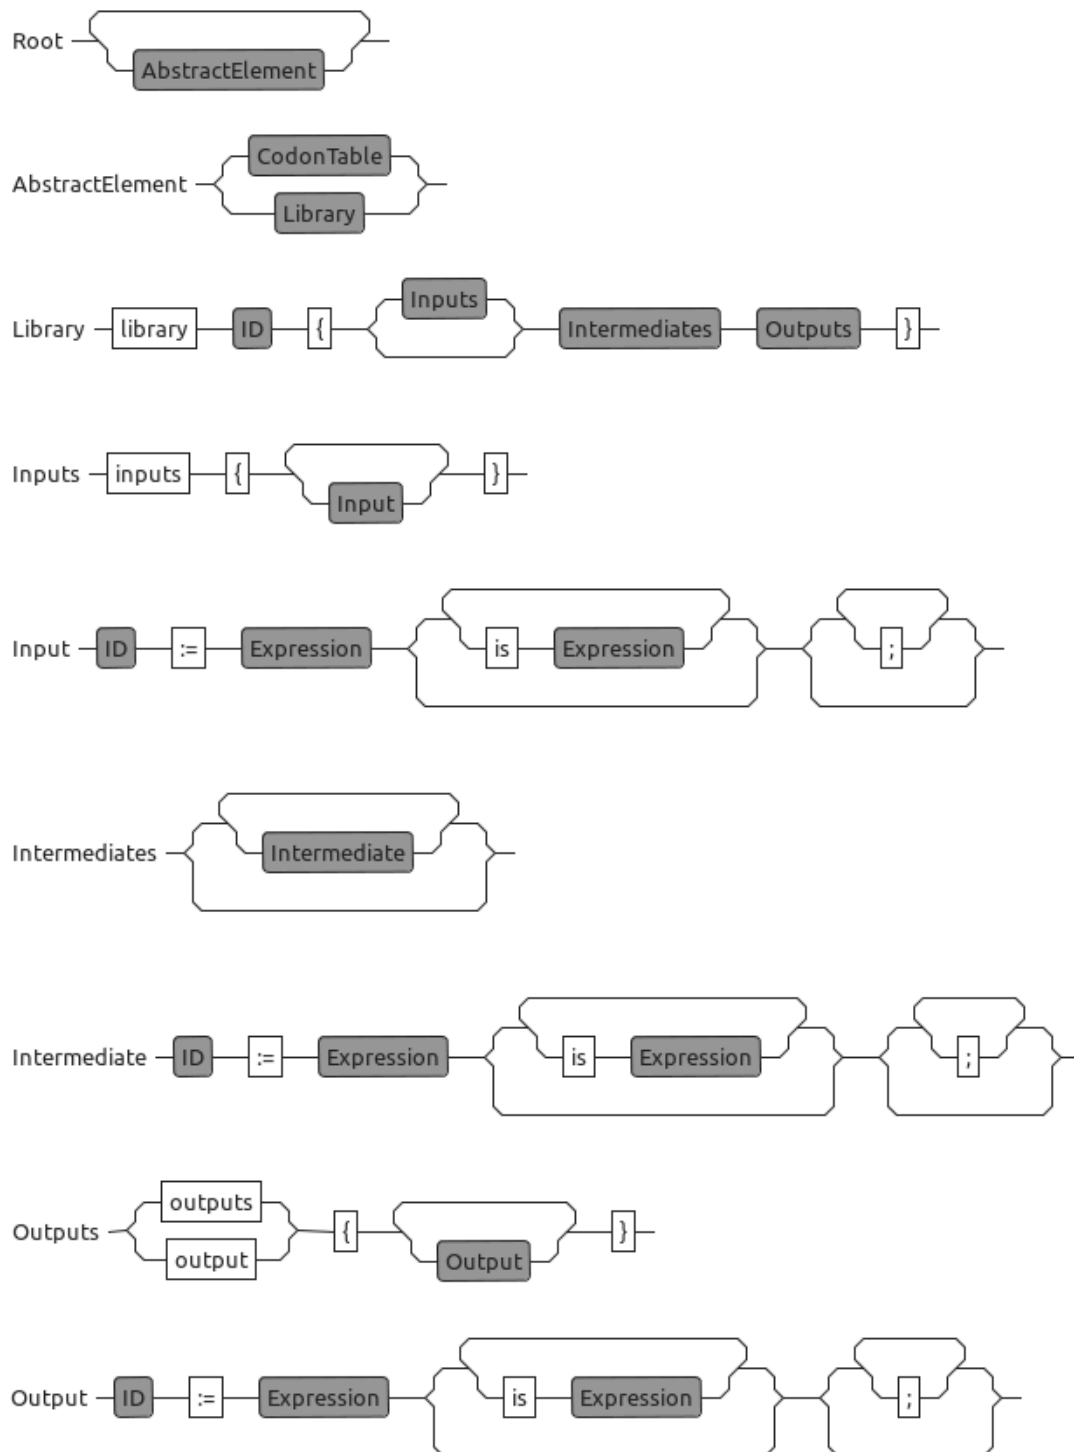 Root AbstractElement
AbstractElement CodonTable Library
Library library ID { Inputs Intermediates Outputs }
Inputs inputs { Input }
Input ID := Expression is Expression ;
Intermediates Intermediate
Intermediate ID := Expression is Expression ;
Outputs outputs output { Output }
Output ID := Expression is Expression ;